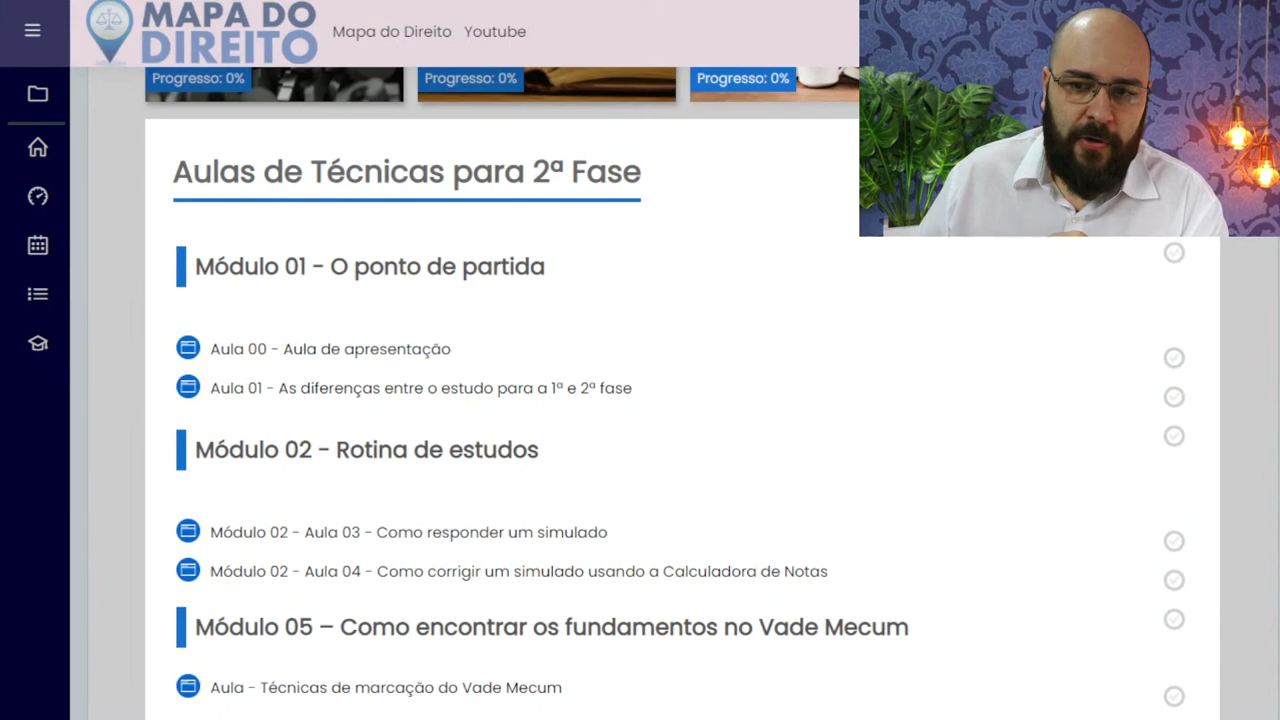 MAPA DO
DIREITO
Mapa do Direito Youtube
Progresso: 0% Progresso: 0% Progresso: 0%
Aulas de Técnicas para 2ª Fase
Módulo 01 - O ponto de partida
Aula 00 - Aula de apresentação
Aula 01 - As diferenças entre o estudo para a 1ª e 2ª fase
Módulo 02 - Rotina de estudos
Módulo 02 - Aula 03 - Como responder um simulado
Módulo 02 - Aula 04 - Como corrigir um simulado usando a Calculadora de Notas
Módulo 05 – Como encontrar os fundamentos no Vade Mecum
Aula - Técnicas de marcação do Vade Mecum